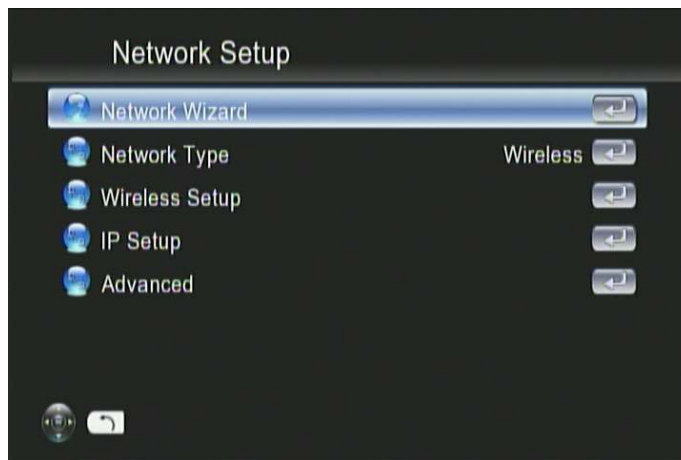 Network Setup
Network Wizard
Network Type Wireless
Wireless Setup
IP Setup
Advanced